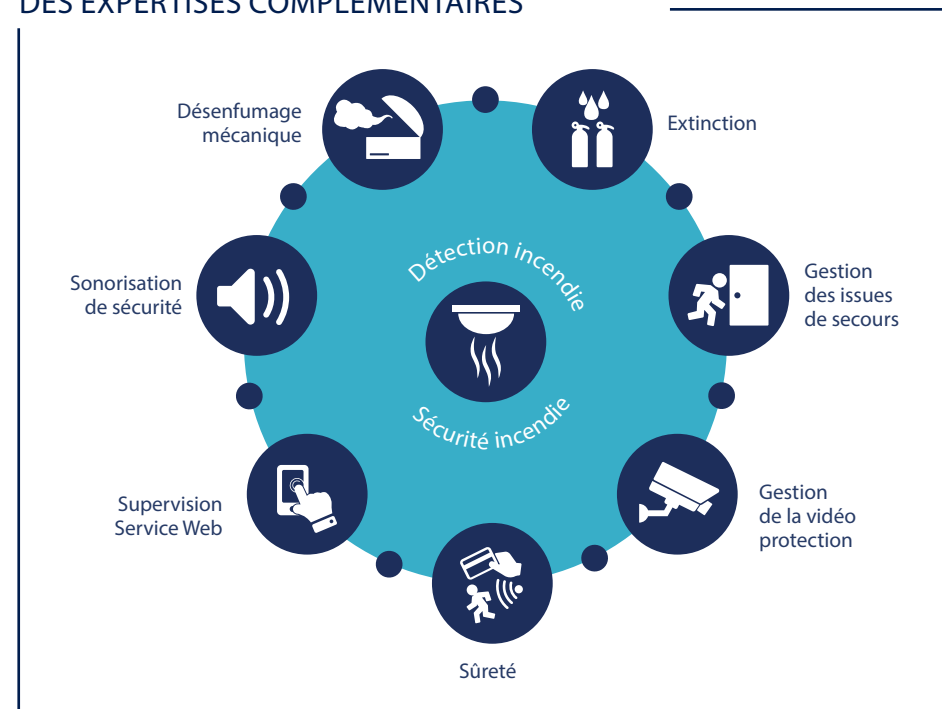 DES EXPERTISES COMPLÉMENTAIRES
Désenfumage
mécanique
Extinction
Sonorisation
de sécurité
Détection incendie
Sécurité incendie
Gestion
des issues
de secours
Supervision
Service Web
Gestion
de la vidéo
protection
Sûreté